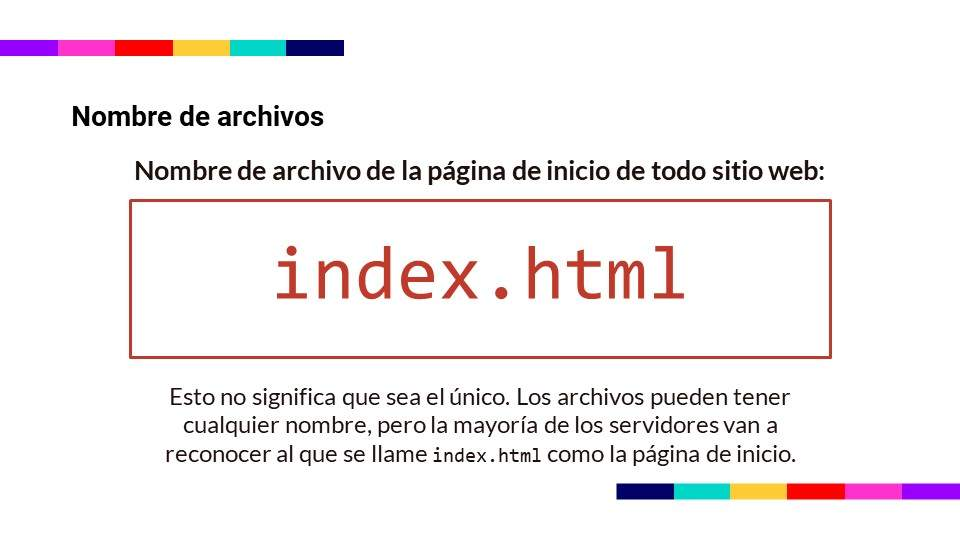 Nombre de archivos
Nombre de archivo de la página de inicio de todo sitio web:
index.html
Esto no significa que sea el único. Los archivos pueden tener
cualquier nombre, pero la mayoría de los servidores van a
reconocer al que se llame index.html como la página de inicio.